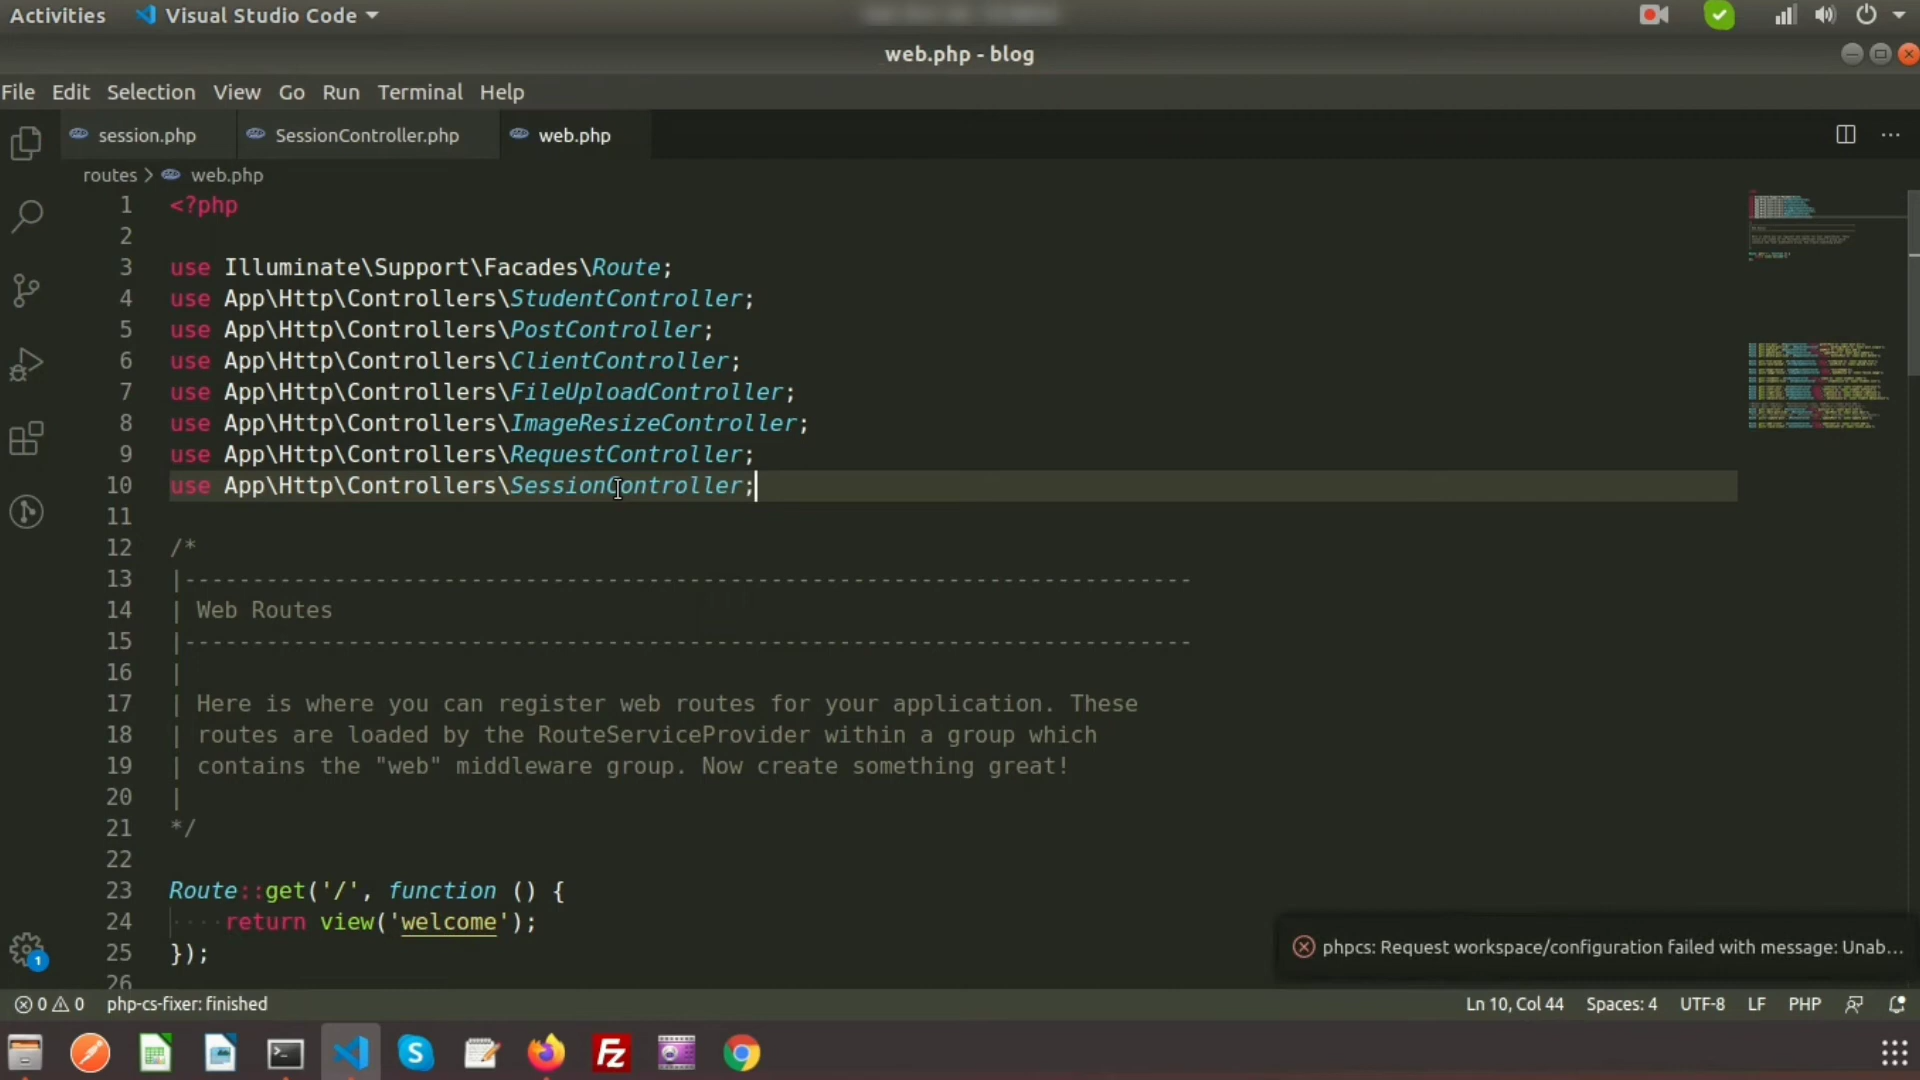 Activities Visual Studio Code
web.php - blog
File Edit Selection View Go Run Terminal Help
session.php SessionController.php web.php
routes > web.php
1 <?php
2
3 use Illuminate\Support\Facades\Route;
4 use App\Http\Controllers\StudentController;
5 use App\Http\Controllers\PostController;
6 use App\Http\Controllers\ClientController;
7 use App\Http\Controllers\FileUploadController;
8 use App\Http\Controllers\ImageResizeController;
9 use App\Http\Controllers\RequestController;
10 use App\Http\Controllers\SessionController;
11
12 /*
13 |--------------------------------------------------------------------------
14 | Web Routes
15 |--------------------------------------------------------------------------
16 |
17 | Here is where you can register web routes for your application. These
18 | routes are loaded by the RouteServiceProvider within a group which
19 | contains the "web" middleware group. Now create something great!
20 |
21 */
22
23 Route::get('/', function () {
24 return view('welcome');
25 });
26
phpcs: Request workspace/configuration failed with message: Unab...
1
0 0 php-cs-fixer: finished Ln 10, Col 44 Spaces: 4 UTF-8 LF PHP